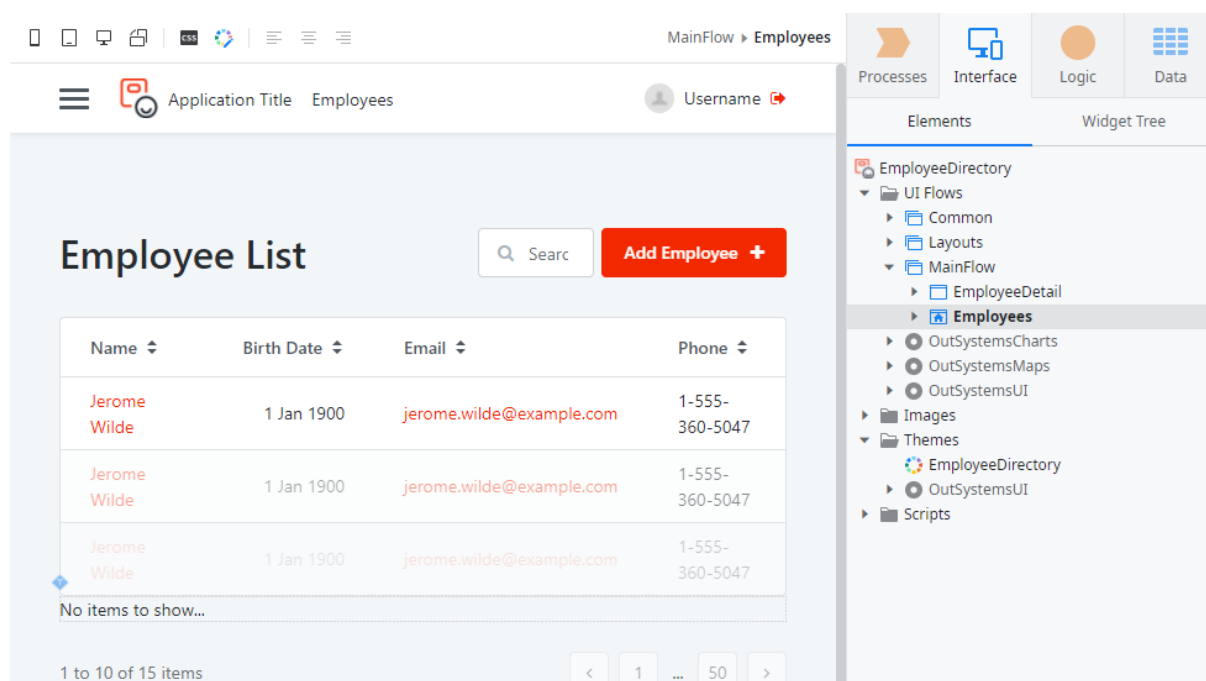 CSS
MainFlow ▸ Employees
Application Title Employees
Username
Employee List
Searc
Add Employee +
Name
Birth Date
Email
Phone
Jerome
Wilde
1 Jan 1900
jerome.wilde@example.com
1-555-
360-5047
Jerome
Wilde
1 Jan 1900
jerome.wilde@example.com
1-555-
360-5047
Jerome
Wilde
1 Jan 1900
jerome.wilde@example.com
1-555-
360-5047
No items to show...
1 to 10 of 15 items
< 1 ... 50 >
Processes
Interface
Logic
Data
Elements
Widget Tree
EmployeeDirectory
UI Flows
Common
Layouts
MainFlow
EmployeeDetail
Employees
OutSystemsCharts
OutSystemsMaps
OutSystemsUI
Images
Themes
EmployeeDirectory
OutSystemsUI
Scripts